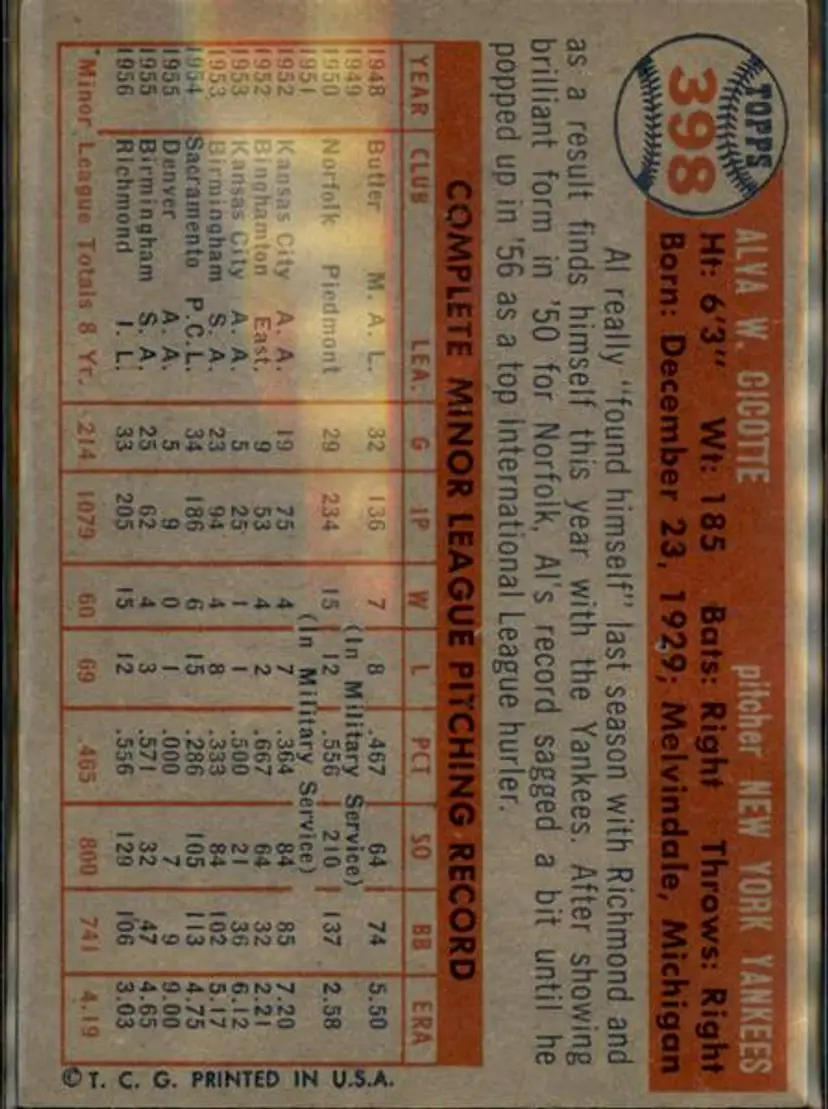 TOPPS
398
ALVA W. CICOTTE pitcher NEW YORK YANKEES
Ht: 6'3" Wt: 185 Bats: Right Throws: Right
Born: December 23, 1929; Melvindale, Michigan
Al really "found himself" last season with Richmond and
as a result finds himself this year with the Yankees. After showing
brilliant form in '50 for Norfolk, Al's record sagged a bit until he
popped up in '56 as a top International League hurler.
COMPLETE MINOR LEAGUE PITCHING RECORD
YEAR CLUB LEA. G IP W L PCT SO BB ERA
1948 Butler M. A. L. 32 136 7 8 .467 64 74 5.50
1949 (In Military Service)
1950 Norfolk Piedmont 29 234 15 12 .556 210 137 2.58
1951 (In Military Service)
1952 Kansas City A. A. 19 75 4 7 .364 84 85 7.20
1952 Binghamton East. 9 53 4 2 .667 64 32 2.21
1953 Kansas City A. A. 5 25 1 1 .500 21 36 6.12
1953 Birmingham S. A. 23 94 4 8 .333 84 102 5.17
1954 Sacramento P.C.L. 34 186 6 15 .286 105 113 4.75
1955 Denver A. A. 5 9 0 1 .000 7 9 9.00
1955 Birmingham S. A. 25 62 4 3 .571 32 47 4.65
1956 Richmond I. L. 33 205 15 12 .556 129 106 3.03
Minor League Totals 8 Yr. 214 1079 60 69 .465 800 741 4.19
© T. C. G. PRINTED IN U.S.A.